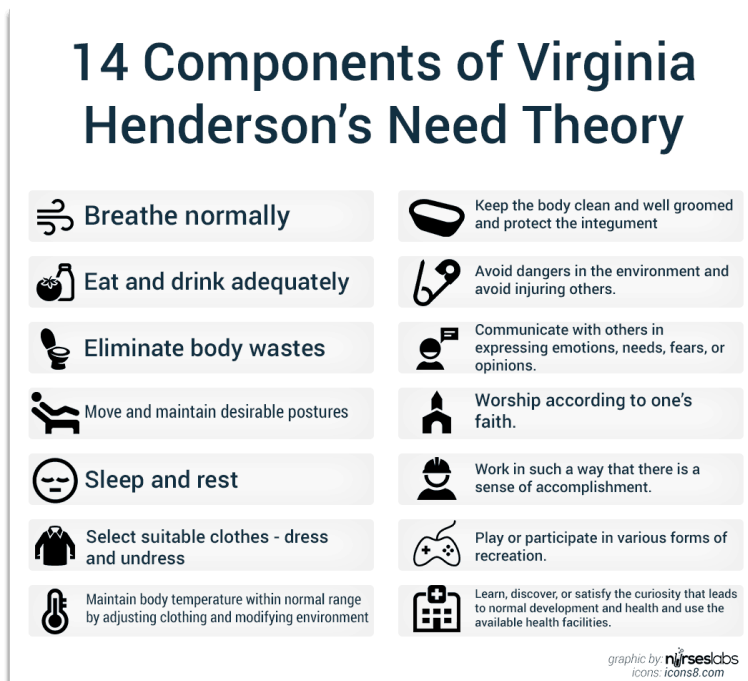 14 Components of Virginia
Henderson's Need Theory
Breathe normally
Eat and drink adequately
Eliminate body wastes
Move and maintain desirable postures
Sleep and rest
Select suitable clothes - dress
and undress
Maintain body temperature within normal range
by adjusting clothing and modifying environment
Keep the body clean and well groomed
and protect the integument
Avoid dangers in the environment and
avoid injuring others.
Communicate with others in
expressing emotions, needs, fears, or
opinions.
Worship according to one's
faith.
Work in such a way that there is a
sense of accomplishment.
Play or participate in various forms of
recreation.
Learn, discover, or satisfy the curiosity that leads
to normal development and health and use the
available health facilities.
graphic by: nurseslabs
icons: icons8.com